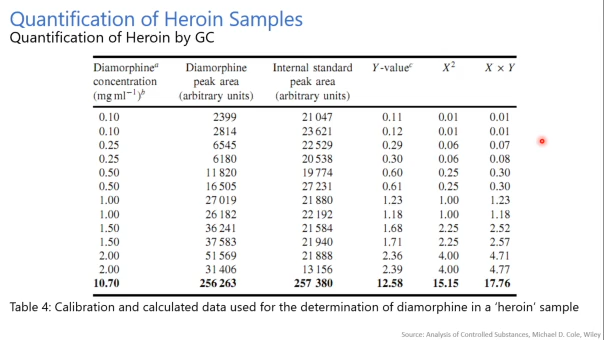 Quantification of Heroin Samples
Quantification of Heroin by GC
Diamorphineᵃ Diamorphine Internal standard Y-valueᶜ X² X × Y
concentration peak area peak area
(mg ml⁻¹)ᵇ (arbitrary units) (arbitrary units)
0.10 2399 21 047 0.11 0.01 0.01
0.10 2814 23 621 0.12 0.01 0.01
0.25 6545 22 529 0.29 0.06 0.07
0.25 6180 20 538 0.30 0.06 0.08
0.50 11 820 19 774 0.60 0.25 0.30
0.50 16 505 27 231 0.61 0.25 0.30
1.00 27 019 21 880 1.23 1.00 1.23
1.00 26 182 22 192 1.18 1.00 1.18
1.50 36 241 21 584 1.68 2.25 2.52
1.50 37 583 21 940 1.71 2.25 2.57
2.00 51 569 21 888 2.36 4.00 4.71
2.00 31 406 13 156 2.39 4.00 4.77
10.70 256 263 257 380 12.58 15.15 17.76
Table 4: Calibration and calculated data used for the determination of diamorphine in a ‘heroin’ sample
Source: Analysis of Controlled Substances, Michael D. Cole, Wiley